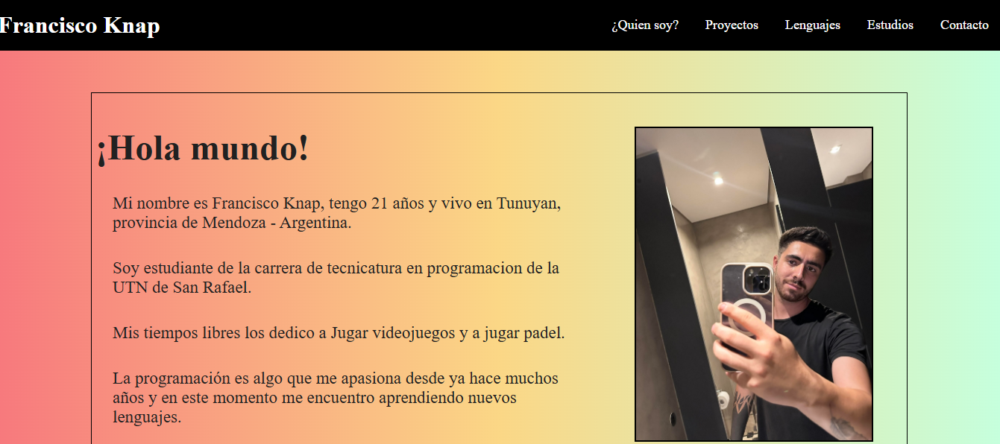 Francisco Knap
¿Quien soy? Proyectos Lenguajes Estudios Contacto
¡Hola mundo!
Mi nombre es Francisco Knap, tengo 21 años y vivo en Tunuyan,
provincia de Mendoza - Argentina.
Soy estudiante de la carrera de tecnicatura en programacion de la
UTN de San Rafael.
Mis tiempos libres los dedico a Jugar videojuegos y a jugar padel.
La programación es algo que me apasiona desde ya hace muchos
años y en este momento me encuentro aprendiendo nuevos
lenguajes.